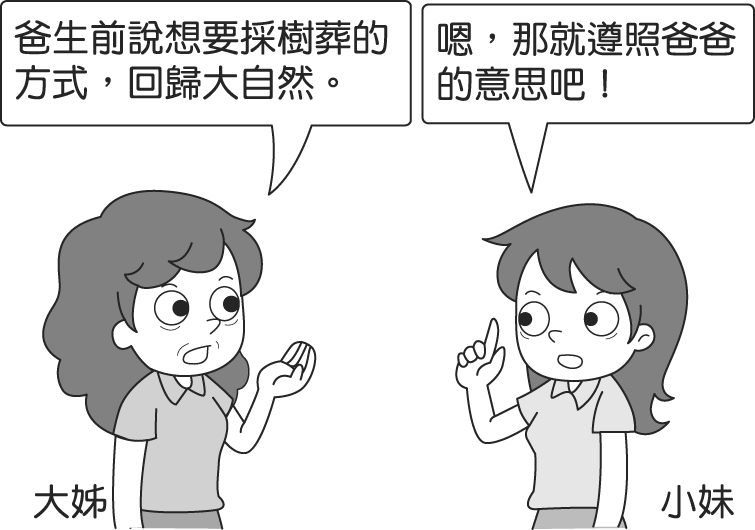 爸生前說想要採樹葬的
方式，回歸大自然。
嗯，那就遵照爸爸
的意思吧！
大姊
小妹